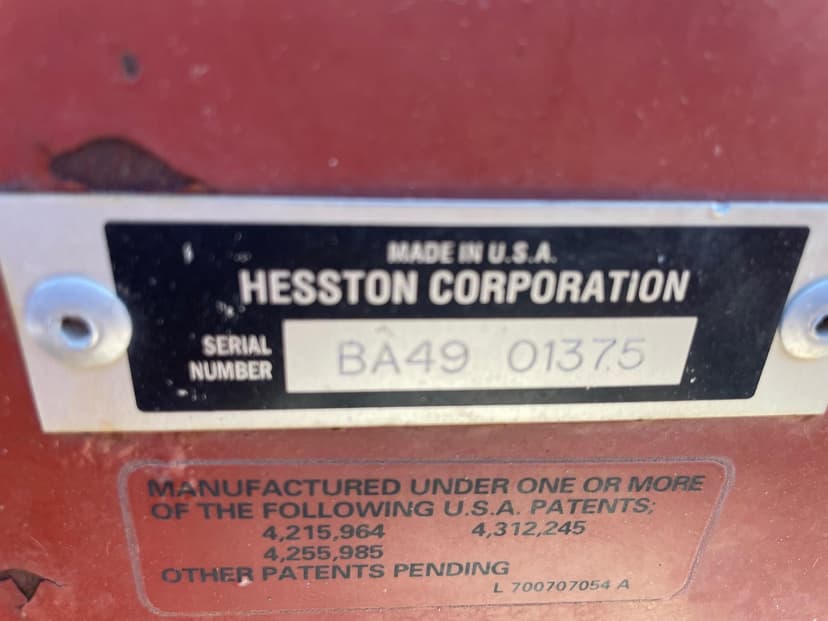 MADE IN U.S.A.
HESSTON CORPORATION
SERIAL NUMBER
BA49 01375
MANUFACTURED UNDER ONE OR MORE
OF THE FOLLOWING U.S.A. PATENTS;
4,215,964 4,312,245
4,255,985
OTHER PATENTS PENDING
L 700707054 A